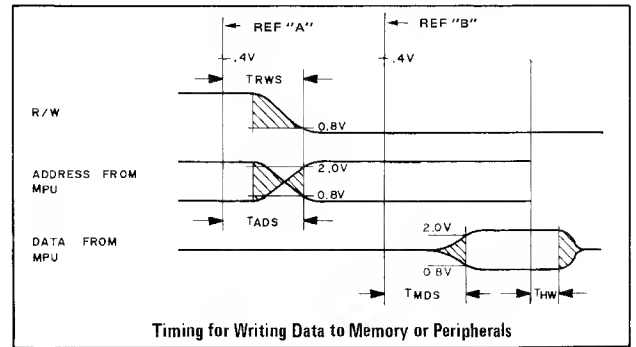 REF "A"
REF "B"
.4V
.4V
TRWS
R/W
0.8V
ADDRESS FROM
MPU
2.0V
0.8V
TADS
DATA FROM
MPU
2.0V
0.8V
TMDS
THW
Timing for Writing Data to Memory or Peripherals